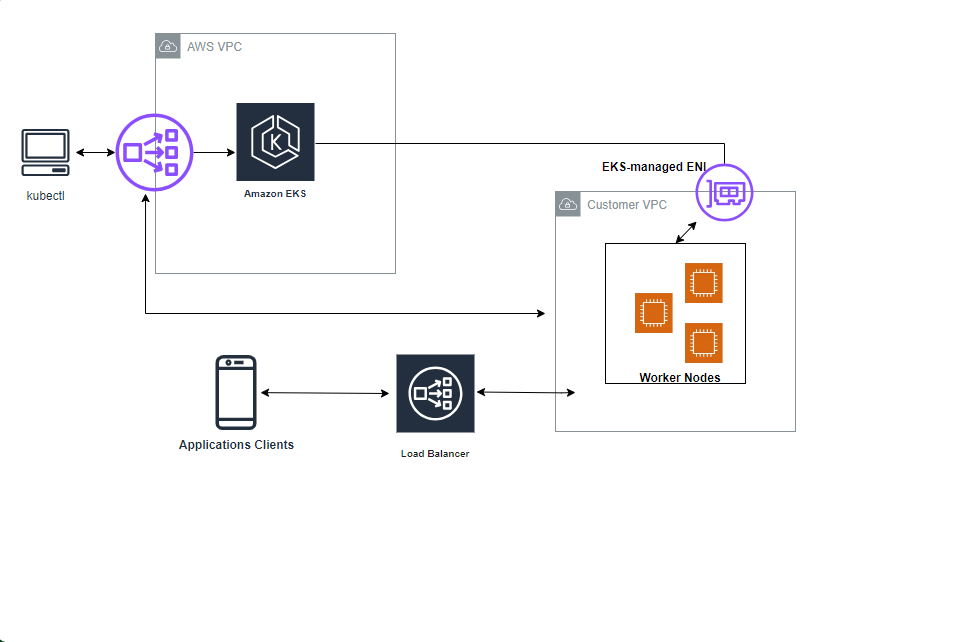 AWS VPC
K
kubectl
Amazon EKS
EKS-managed ENI
Customer VPC
Worker Nodes
Applications Clients
Load Balancer